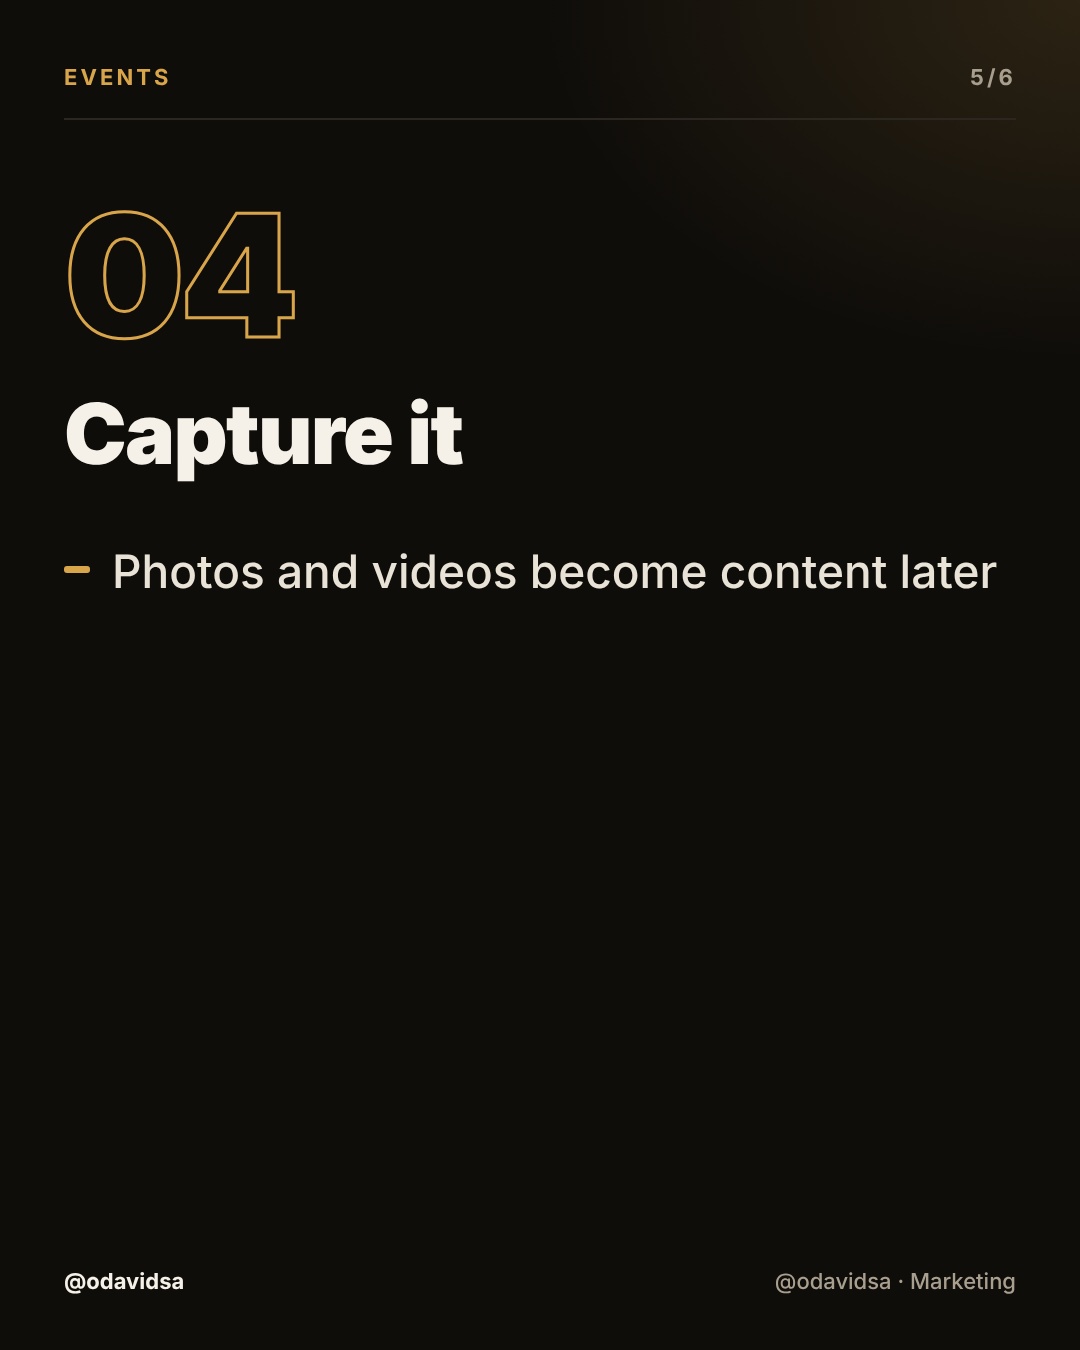 EVENTS
5/6
04
Capture it
Photos and videos become content later
@odavidsa
@odavidsa · Marketing